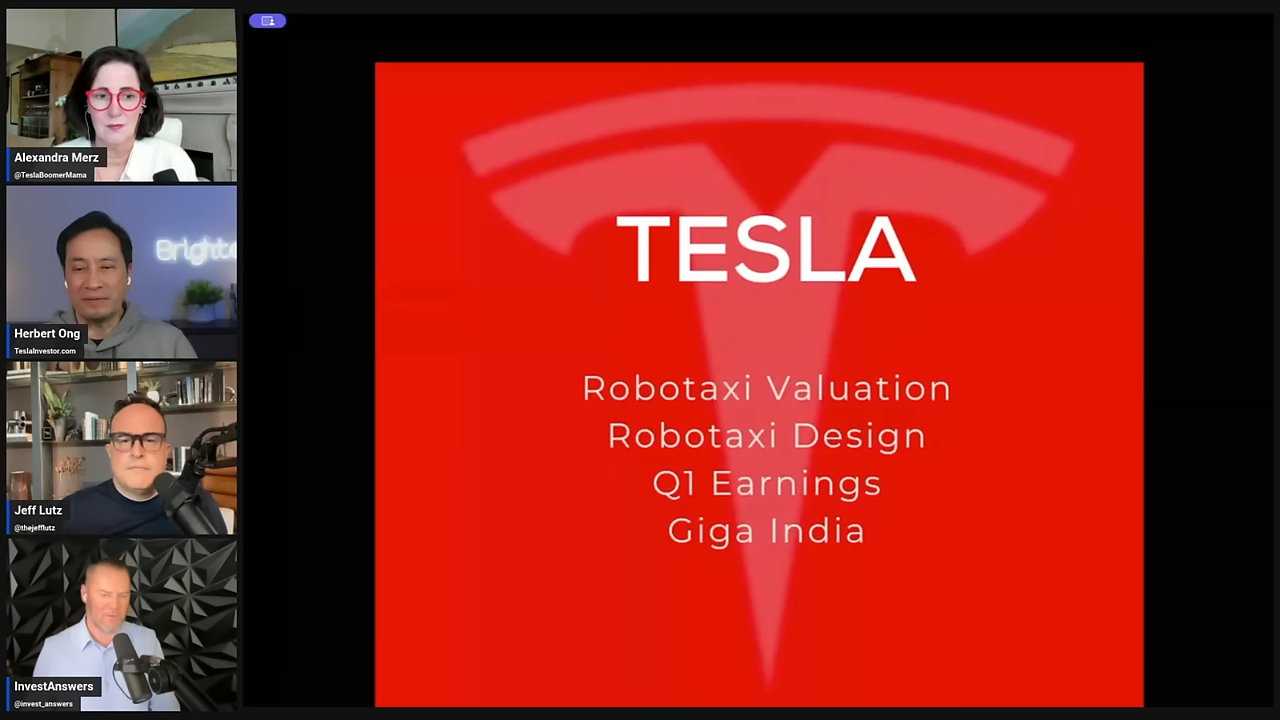 Alexandra Merz
@TeslaBoomerMama
Brighte
Herbert Ong
TeslaInvestor.com
Jeff Lutz
@thejefflutz
InvestAnswers
@invest_answers
TESLA
Robotaxi Valuation
Robotaxi Design
Q1 Earnings
Giga India